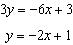 3y = −6x + 3
y = −2x + 1